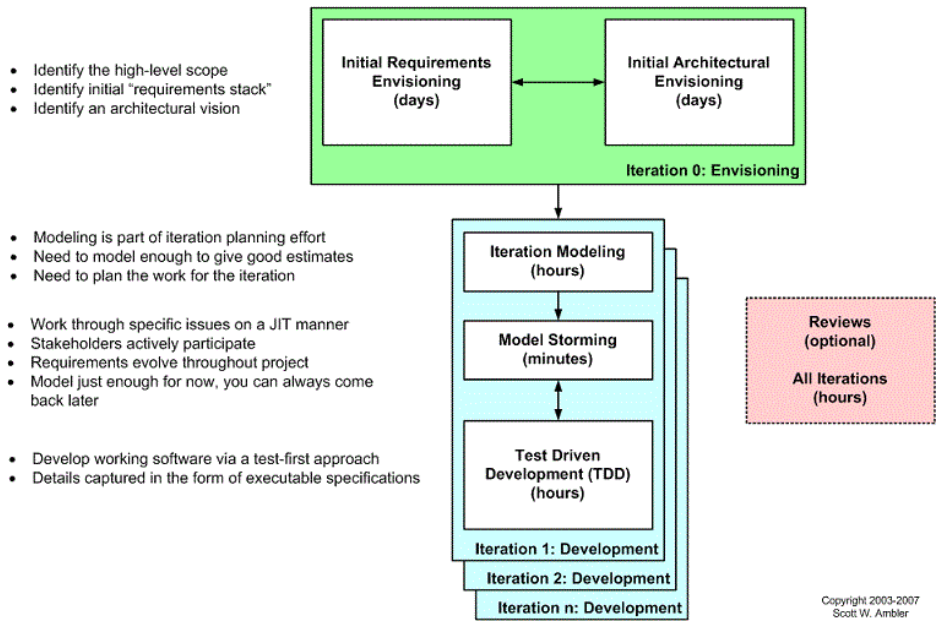 Initial Requirements
Envisioning
(days)
Initial Architectural
Envisioning
(days)
Iteration 0: Envisioning
• Identify the high-level scope
• Identify initial “requirements stack”
• Identify an architectural vision
• Modeling is part of iteration planning effort
• Need to model enough to give good estimates
• Need to plan the work for the iteration
Iteration Modeling
(hours)
• Work through specific issues on a JIT manner
• Stakeholders actively participate
• Requirements evolve throughout project
• Model just enough for now, you can always come
back later
Model Storming
(minutes)
Reviews
(optional)
All Iterations
(hours)
• Develop working software via a test-first approach
• Details captured in the form of executable specifications
Test Driven
Development (TDD)
(hours)
Iteration 1: Development
Iteration 2: Development
Iteration n: Development
Copyright 2003-2007
Scott W. Ambler